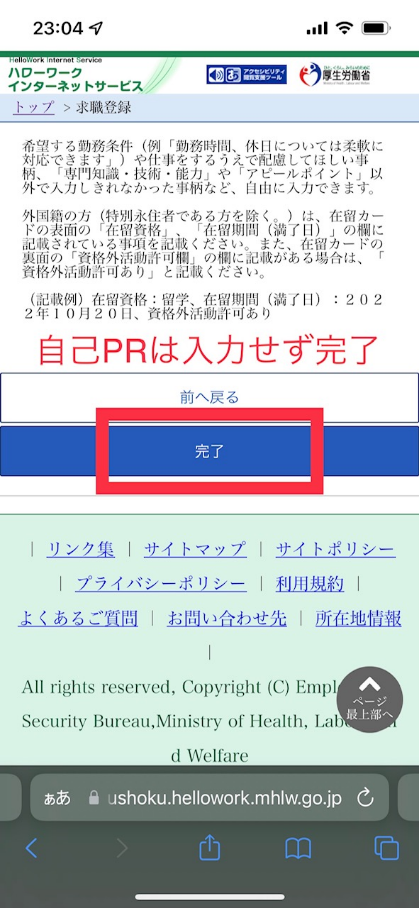 23:04
HelloWork Internet Service
ハローワーク
インターネットサービス
アクセシビリティ
閲覧支援ツール
ひと、くらし、みらいのために
厚生労働省
Ministry of Health, Labour and Welfare
トップ > 求職登録
希望する勤務条件（例「勤務時間、休日については柔軟に
対応できます」）や仕事をするうえで配慮してほしい事
柄、「専門知識・技術・能力」や「アピールポイント」以
外で入力しきれなかった事柄など、自由に入力できます。
外国籍の方（特別永住者である方を除く。）は、在留カー
ドの表面の「在留資格」、「在留期間（満了日）」の欄に
記載されている事項を記載ください。また、在留カードの
裏面の「資格外活動許可欄」の欄に記載がある場合は、「
資格外活動許可あり」と記載ください。
（記載例）在留資格：留学、在留期間（満了日）：２０２
２年１０月２０日、資格外活動許可あり
自己PRは入力せず完了
前へ戻る
完了
| リンク集 | サイトマップ | サイトポリシー
| プライバシーポリシー | 利用規約 |
よくあるご質問 | お問い合わせ先 | 所在地情報
|
All rights reserved, Copyright (C) Empl
Security Bureau,Ministry of Health, Lab
d Welfare
ページ
最上部へ
ぁあ
ushoku.hellowork.mhlw.go.jp